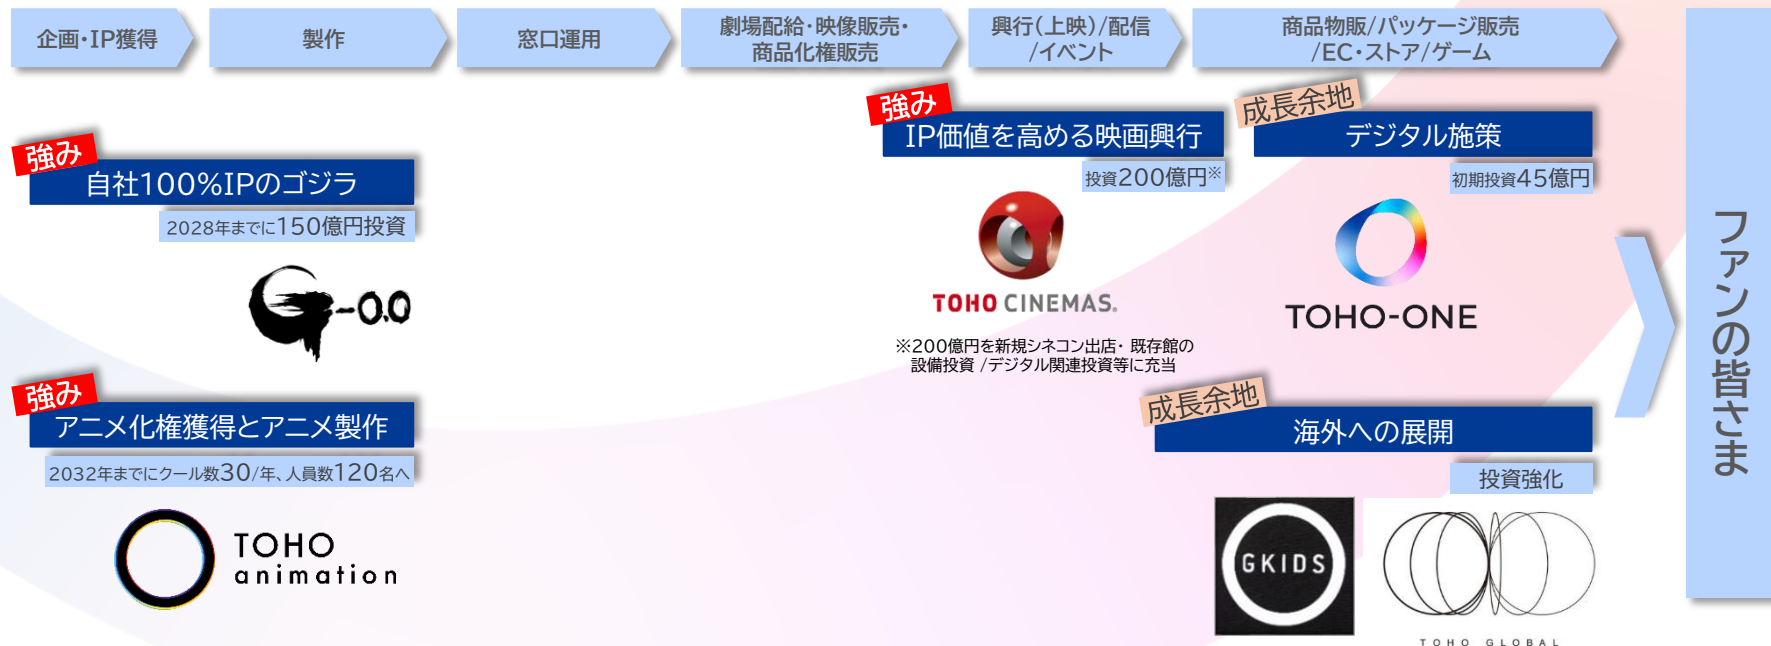 企画・IP獲得
製作
窓口運用
劇場配給・映像販売・
商品化権販売
興行(上映)/配信
/イベント
商品物販/パッケージ販売
/EC・ストア/ゲーム
強み
自社100%IPのゴジラ
2028年までに150億円投資
G-0.0
強み
アニメ化権獲得とアニメ製作
2032年までにクール数30/年、人員数120名へ
TOHO
animation
強み
IP価値を高める映画興行
投資200億円※
TOHO CINEMAS.
※200億円を新規シネコン出店・ 既存館の
設備投資 /デジタル関連投資等に充当
成長余地
デジタル施策
初期投資45億円
TOHO-ONE
成長余地
海外への展開
投資強化
GKIDS
TOHO GLOBAL
ファンの皆さま